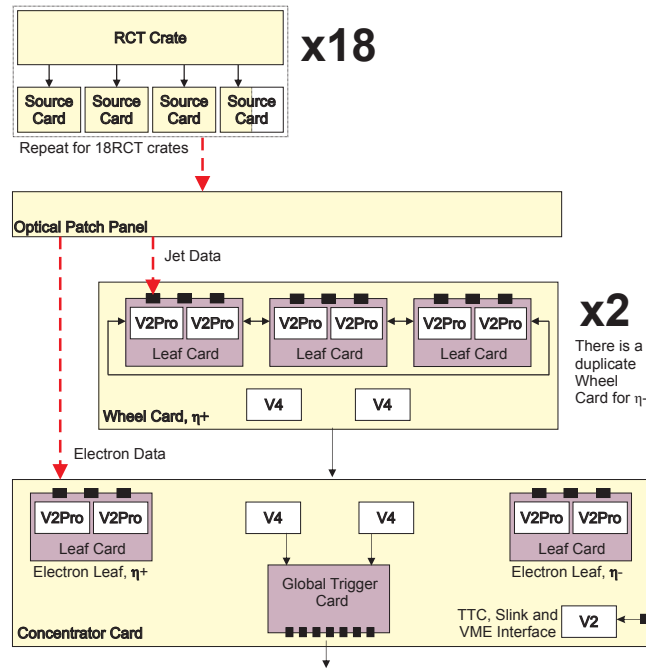 RCT Crate
x18
Source Card
Source Card
Source Card
Source Card
Repeat for 18RCT crates
Optical Patch Panel
Jet Data
V2Pro V2Pro
Leaf Card
V2Pro V2Pro
Leaf Card
V2Pro V2Pro
Leaf Card
x2
There is a
duplicate
Wheel
Card for η-
V4
V4
Wheel Card, η+
Electron Data
V2Pro V2Pro
Leaf Card
Electron Leaf, η+
V4
V4
Global Trigger
Card
V2Pro V2Pro
Leaf Card
Electron Leaf, η-
TTC, Slink and
VME Interface
V2
Concentrator Card